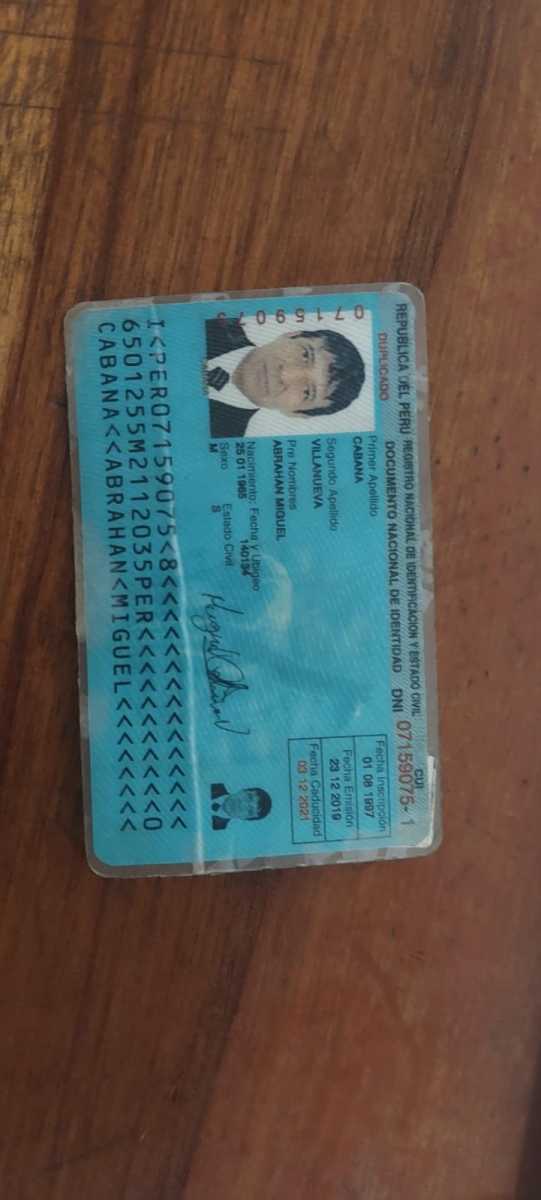 REPUBLICA DEL PERU REGISTRO NACIONAL DE IDENTIFICACION Y ESTADO CIVIL
DOCUMENTO NACIONAL DE IDENTIDAD
CUI
DNI 07159075-1
DUPLICADO
Primer Apellido
CABANA
Segundo Apellido
VILLANUEVA
Pre Nombres
ABRAHAN MIGUEL
Nacimiento: Fecha y Ubigeo
25 01 1965 140134
Sexo Estado Civil
M S
Fecha Inscripción
01 08 1997
Fecha Emisión
23 12 2019
Fecha Caducidad
03 12 2021
I<PER07159075<8<<<<<<<<<<<<<<<
6501255M2112035PER<<<<<<<<<<<0
CABANA<<ABRAHAN<MIGUEL<<<<<<<<